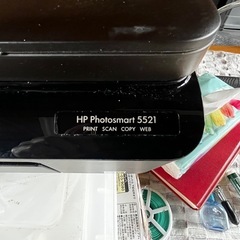 HP Photosmart 5521
PRINT SCAN COPY WEB